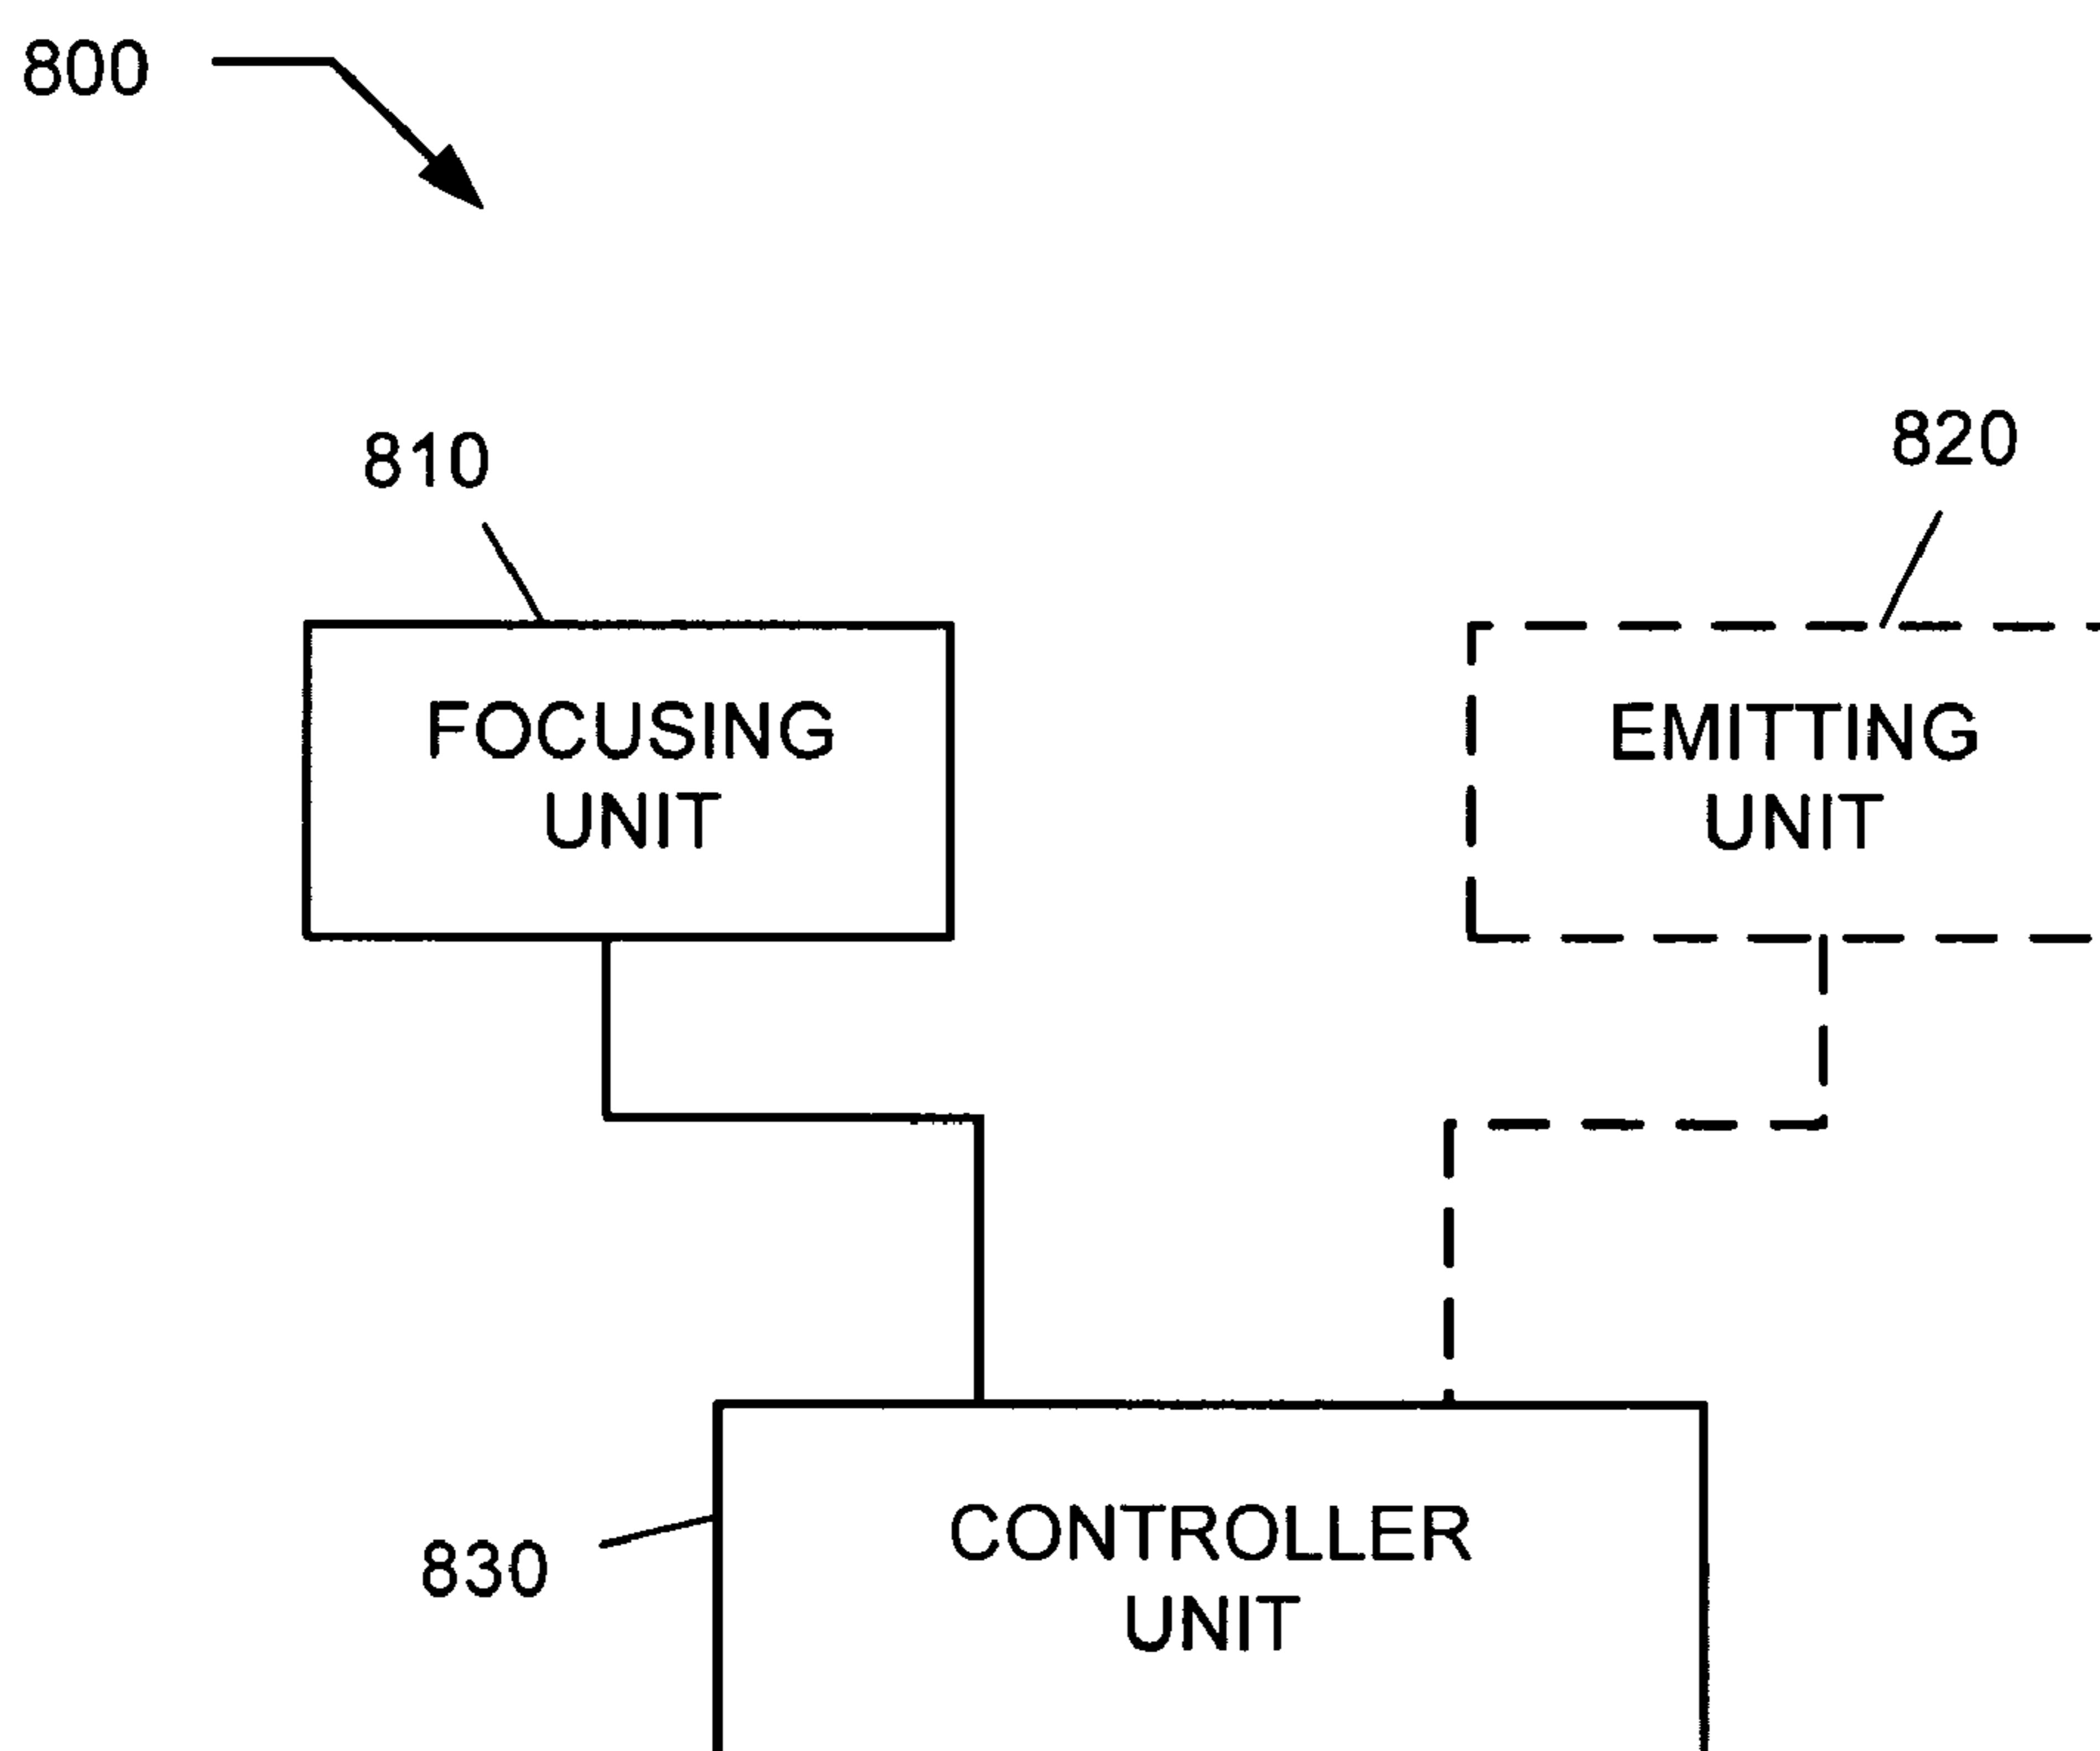 800
810
820
FOCUSING
UNIT
EMITTING
UNIT
830
CONTROLLER
UNIT